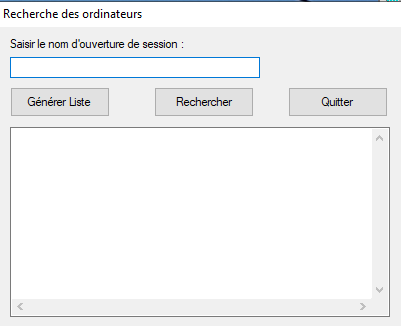 Recherche des ordinateurs
Saisir le nom d'ouverture de session :
Générer Liste
Rechercher
Quitter